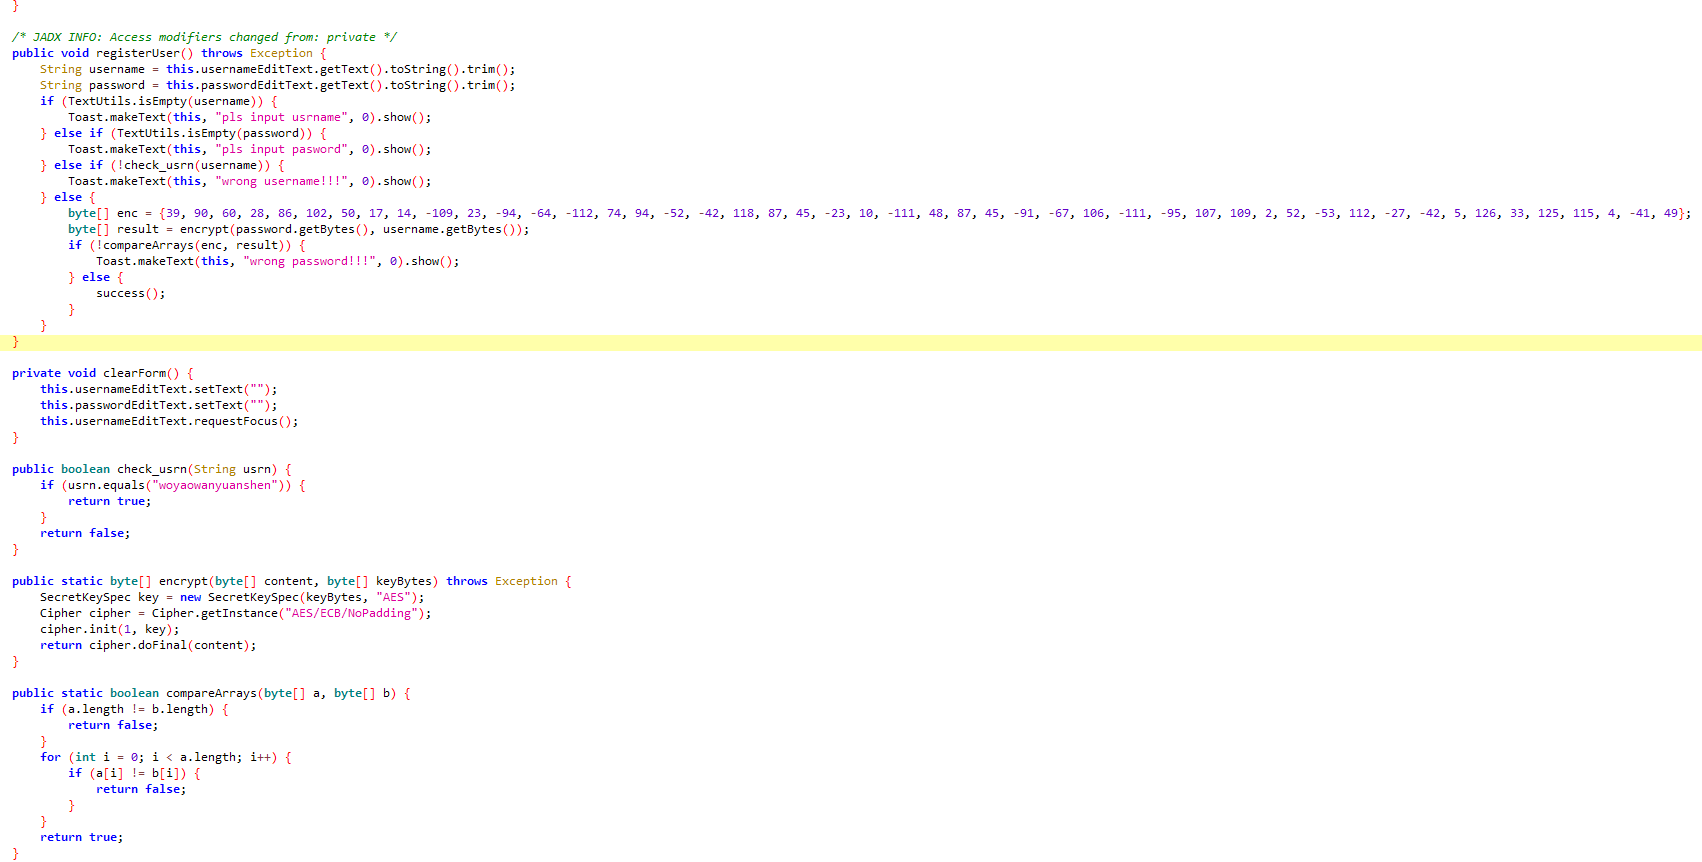 }
/* JADX INFO: Access modifiers changed from: private */
public void registerUser() throws Exception {
String username = this.usernameEditText.getText().toString().trim();
String password = this.passwordEditText.getText().toString().trim();
if (TextUtils.isEmpty(username)) {
Toast.makeText(this, "pls input usrname", 0).show();
} else if (TextUtils.isEmpty(password)) {
Toast.makeText(this, "pls input pasword", 0).show();
} else if (!check_usrn(username)) {
Toast.makeText(this, "wrong username!!!", 0).show();
} else {
byte[] enc = {39, 90, 60, 28, 86, 102, 50, 17, 14, -109, 23, -94, -64, -112, 74, 94, -52, -42, 118, 87, 45, -23, 10, -111, 48, 87, 45, -91, -67, 106, -111, -95, 107, 109, 2, 52, -53, 112, -27, -42, 5, 126, 33, 125, 115, 4, -41, 49};
byte[] result = encrypt(password.getBytes(), username.getBytes());
if (!compareArrays(enc, result)) {
Toast.makeText(this, "wrong password!!!", 0).show();
} else {
success();
}
}
}
private void clearForm() {
this.usernameEditText.setText("");
this.passwordEditText.setText("");
this.usernameEditText.requestFocus();
}
public boolean check_usrn(String usrn) {
if (usrn.equals("woyaowanyuanshen")) {
return true;
}
return false;
}
public static byte[] encrypt(byte[] content, byte[] keyBytes) throws Exception {
SecretKeySpec key = new SecretKeySpec(keyBytes, "AES");
Cipher cipher = Cipher.getInstance("AES/ECB/NoPadding");
cipher.init(1, key);
return cipher.doFinal(content);
}
public static boolean compareArrays(byte[] a, byte[] b) {
if (a.length != b.length) {
return false;
}
for (int i = 0; i < a.length; i++) {
if (a[i] != b[i]) {
return false;
}
}
return true;
}